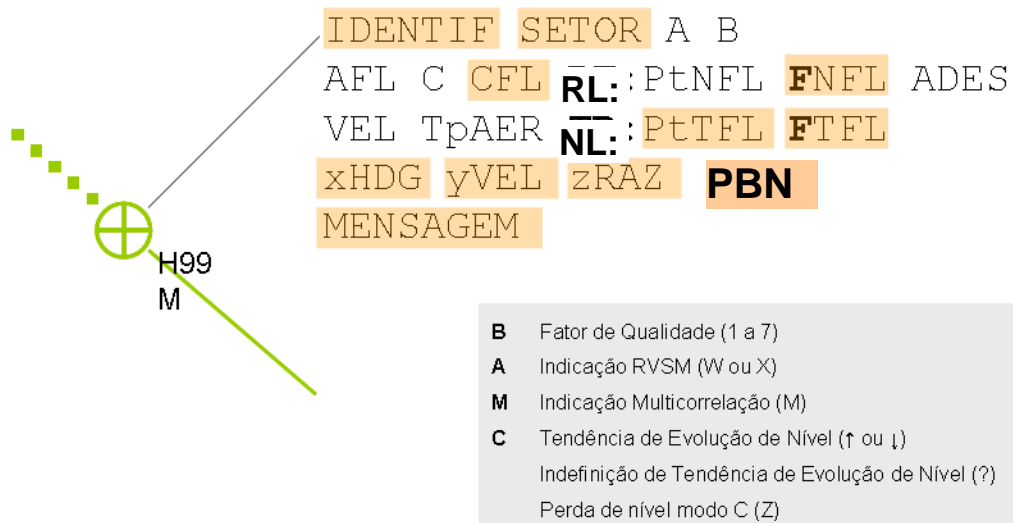 IDENTIF SETOR A B
AFL C CFL RL: :PtNFL FNFL ADES
VEL TpAER NL: :PtTFL FTFL
xHDG yVEL zRAZ PBN
MENSAGEM
H99
M
B Fator de Qualidade (1 a 7)
A Indicação RVSM (W ou X)
M Indicação Multicorrelação (M)
C Tendência de Evolução de Nível (↑ ou ↓)
Indefinição de Tendência de Evolução de Nível (?)
Perda de nível modo C (Z)